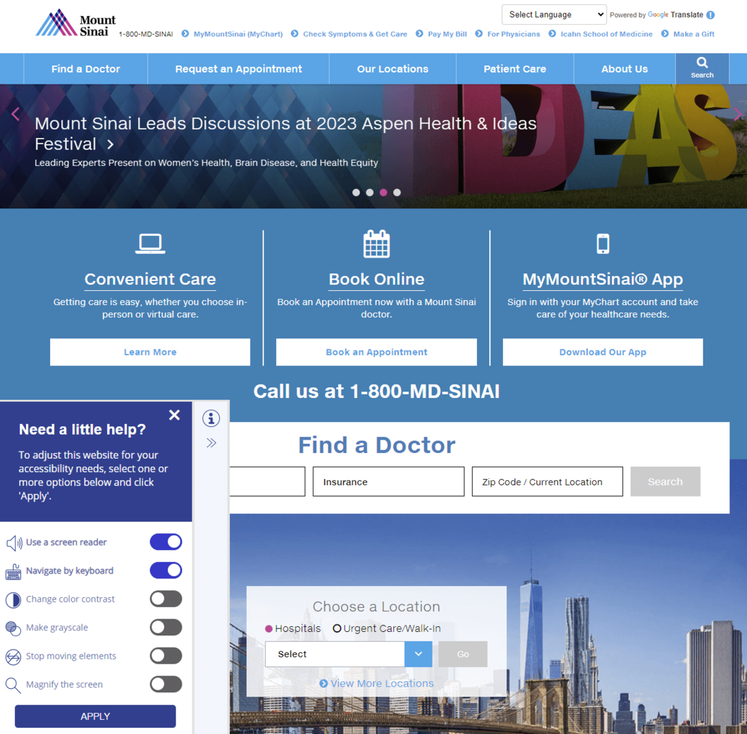 Select Language
Powered by Google Translate
Mount
Sinai
1-800-MD-SINAI
MyMountSinai (MyChart)
Check Symptoms & Get Care
Pay My Bill
For Physicians
Icahn School of Medicine
Make a Gift
Find a Doctor
Request an Appointment
Our Locations
Patient Care
About Us
Search
IDEAS
Mount Sinai Leads Discussions at 2023 Aspen Health & Ideas
Festival
Leading Experts Present on Women's Health, Brain Disease, and Health Equity
Convenient Care
Getting care is easy, whether you choose in-
person or virtual care.
Learn More
Book Online
Book an Appointment now with a Mount Sinai
doctor.
Book an Appointment
MyMountSinai® App
Sign in with your MyChart account and take
care of your healthcare needs.
Download Our App
Call us at 1-800-MD-SINAI
Need a little help?
To adjust this website for your
accessibility needs, select one or
more options below and click
'Apply'.
Use a screen reader
Navigate by keyboard
Change color contrast
Make grayscale
Stop moving elements
Magnify the screen
APPLY
Find a Doctor
Insurance
Zip Code / Current Location
Search
Choose a Location
Hospitals
Urgent Care/Walk-In
Select
Go
View More Locations